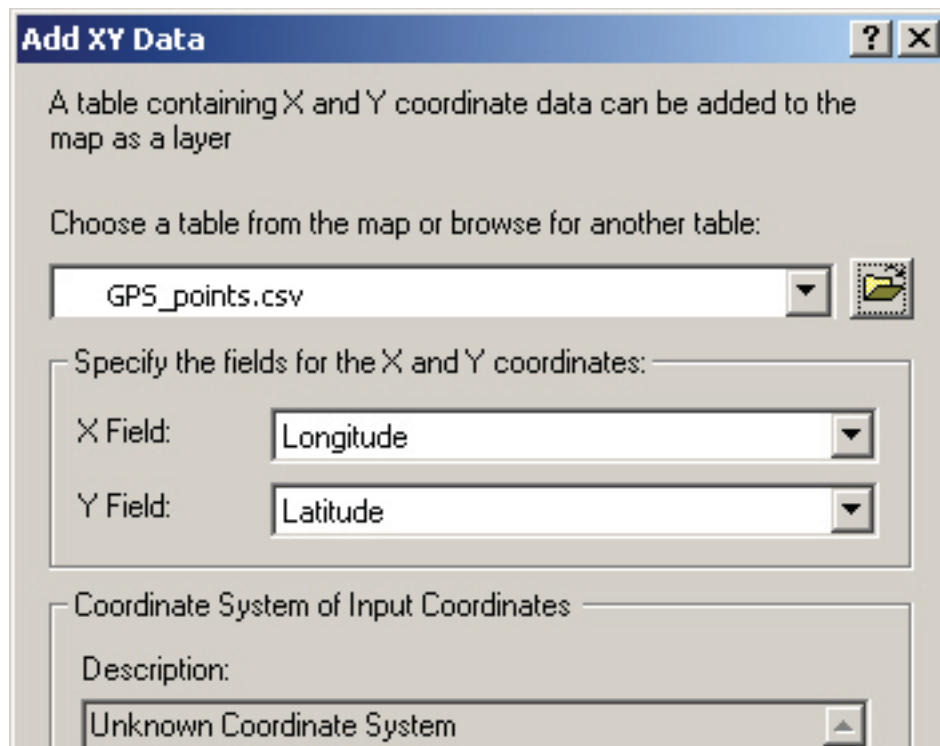 Add XY Data
A table containing X and Y coordinate data can be added to the
map as a layer
Choose a table from the map or browse for another table:
GPS_points.csv
Specify the fields for the X and Y coordinates:
X Field:
Longitude
Y Field:
Latitude
Coordinate System of Input Coordinates
Description:
Unknown Coordinate System